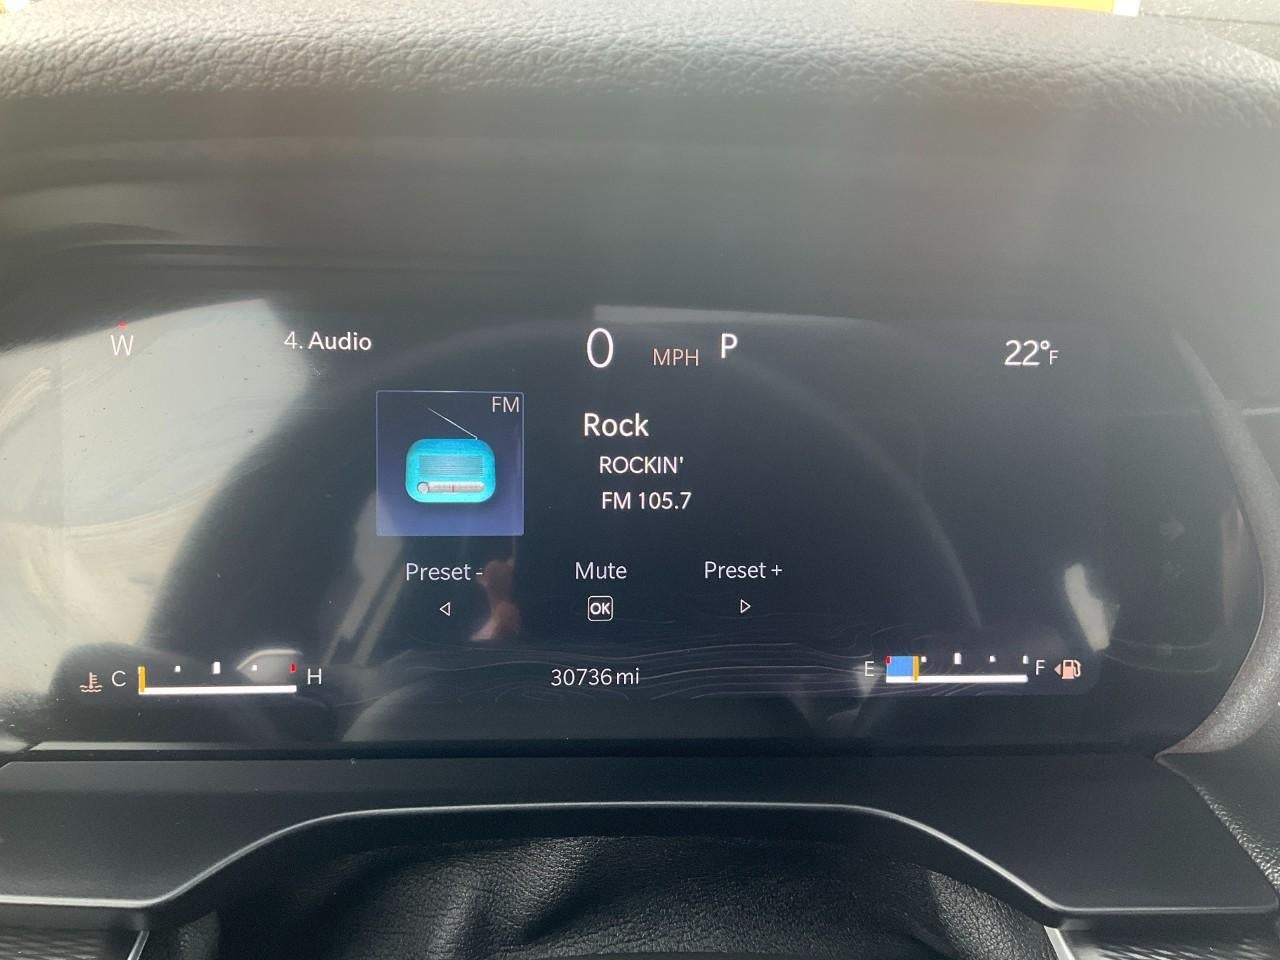 W
4. Audio
0 MPH P
22°F
FM
Rock
ROCKIN'
FM 105.7
Preset -
Mute
Preset +
OK
C
H
30736 mi
E
F